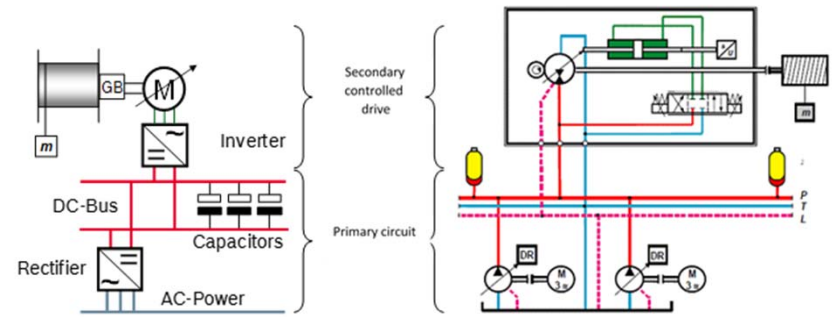 GB
M
m
Inverter
DC-Bus
Capacitors
Rectifier
AC-Power
Secondary
controlled
drive
Primary circuit
m
P
T
L
DR
M
3
DR
M
3